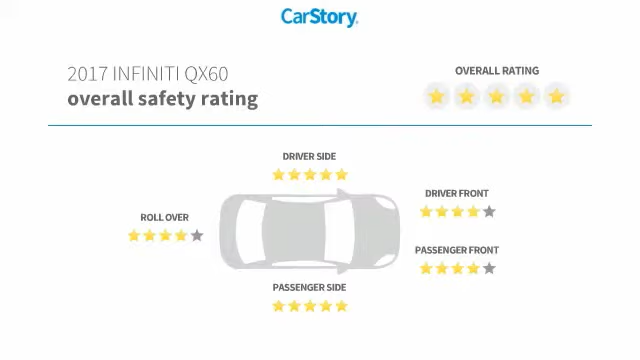 CarStory.
2017 INFINITI QX60
overall safety rating
OVERALL RATING
DRIVER SIDE
DRIVER FRONT
ROLL OVER
PASSENGER FRONT
PASSENGER SIDE